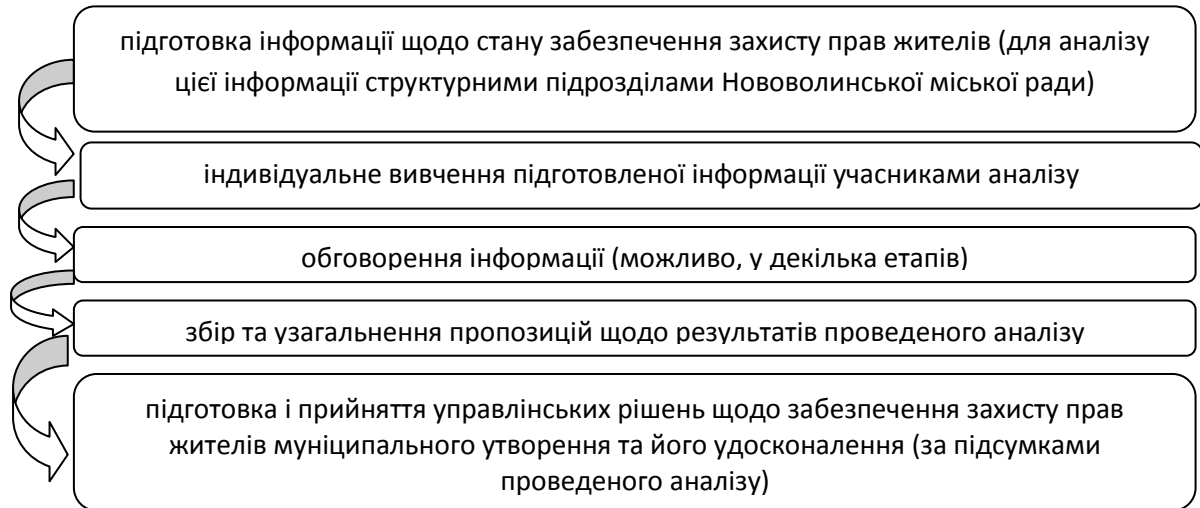 підготовка інформації щодо стану забезпечення захисту прав жителів (для аналізу
цієї інформації структурними підрозділами Нововолинської міської ради)
індивідуальне вивчення підготовленої інформації учасниками аналізу
обговорення інформації (можливо, у декілька етапів)
збір та узагальнення пропозицій щодо результатів проведеного аналізу
підготовка і прийняття управлінських рішень щодо забезпечення захисту прав
жителів муніципального утворення та його удосконалення (за підсумками
проведеного аналізу)